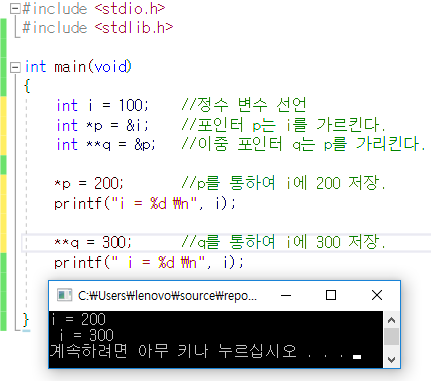 #include <stdio.h>
#include <stdlib.h>
int main(void)
{
int i = 100; //정수 변수 선언
int *p = &i; //포인터 p는 i를 가르킨다.
int **q = &p; //이중 포인터 q는 p를 가리킨다.
*p = 200; //p를 통하여 i에 200 저장.
printf("i = %d ₩n", i);
**q = 300; //q를 통하여 i에 300 저장.
printf(" i = %d ₩n", i);
}
C:₩Users₩lenovo₩source₩repo...
i = 200
i = 300
계속하려면 아무 키나 누르십시오 . . .